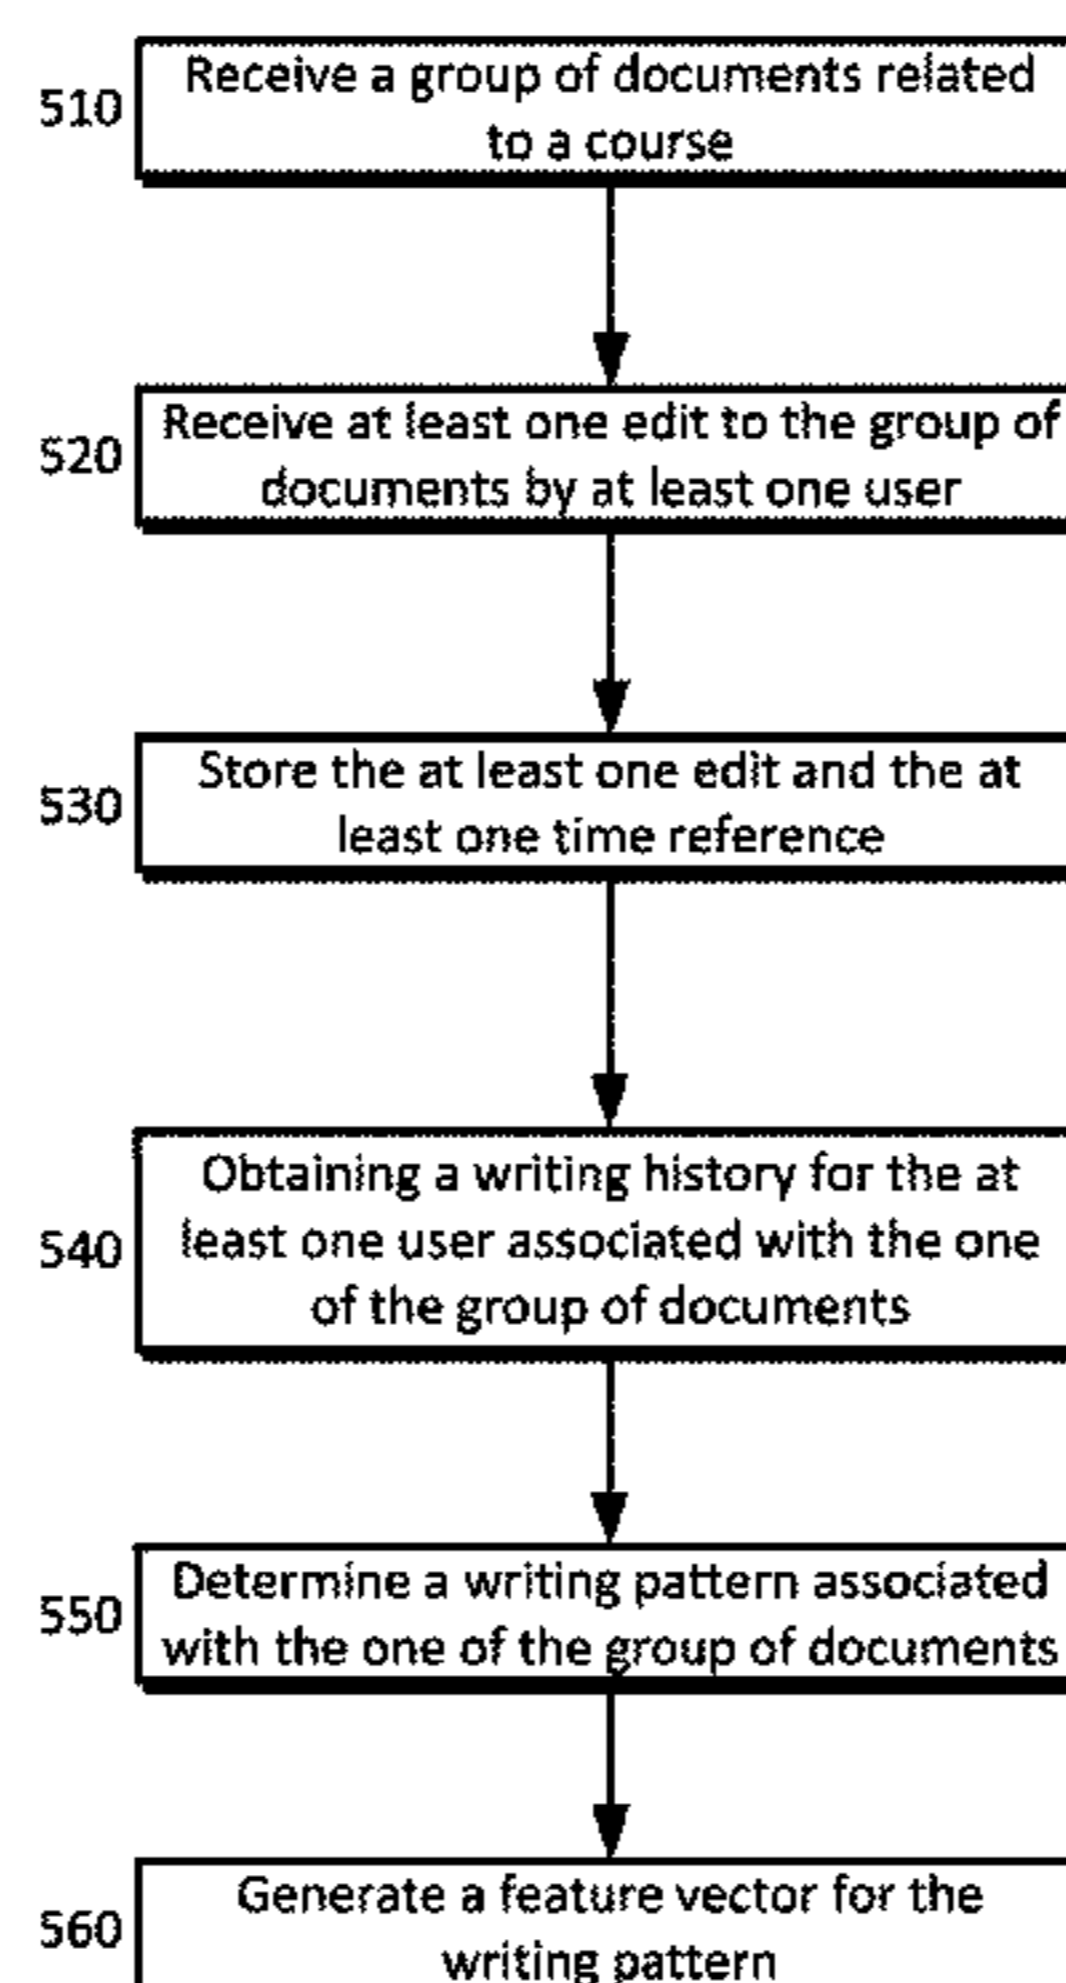 510
Receive a group of documents related
to a course
520
Receive at least one edit to the group of
documents by at least one user
530
Store the at least one edit and the at
least one time reference
540
Obtaining a writing history for the at
least one user associated with the one
of the group of documents
550
Determine a writing pattern associated
with the one of the group of documents
560
Generate a feature vector for the
writing pattern